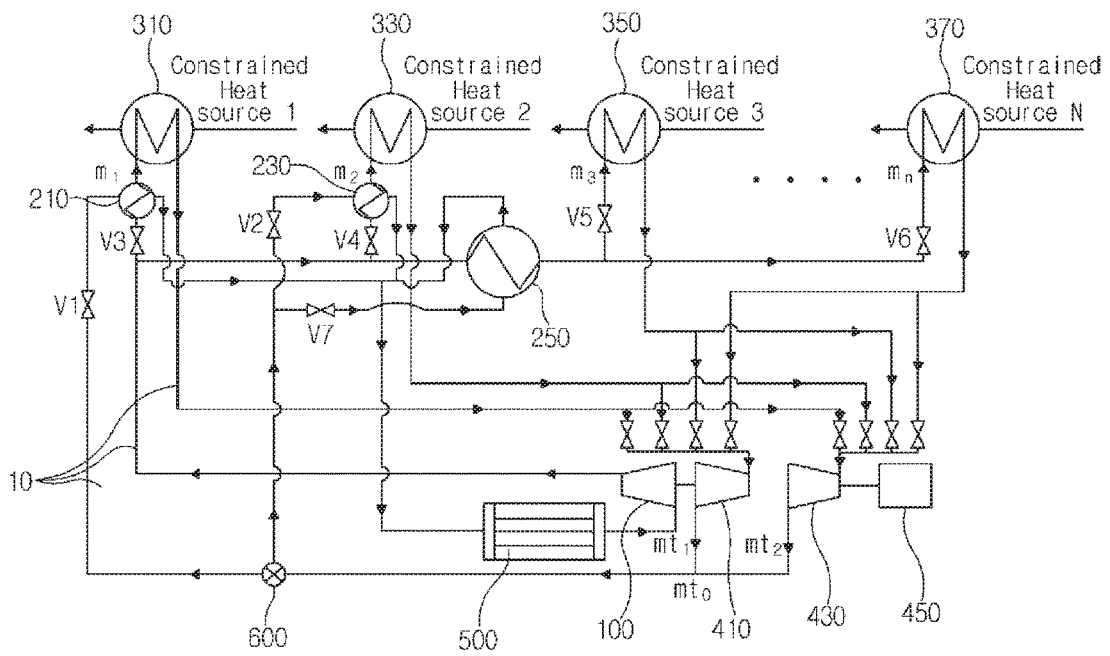 310
330
350
370
Constrained
Heat
source 1
Constrained
Heat
source 2
Constrained
Heat
source 3
Constrained
Heat
source N
m1
230
m2
m3
mn
210
V2
V5
V3
V4
V6
V1
V7
250
10
mt1
mt2
mt0
600
500
100
410
430
450